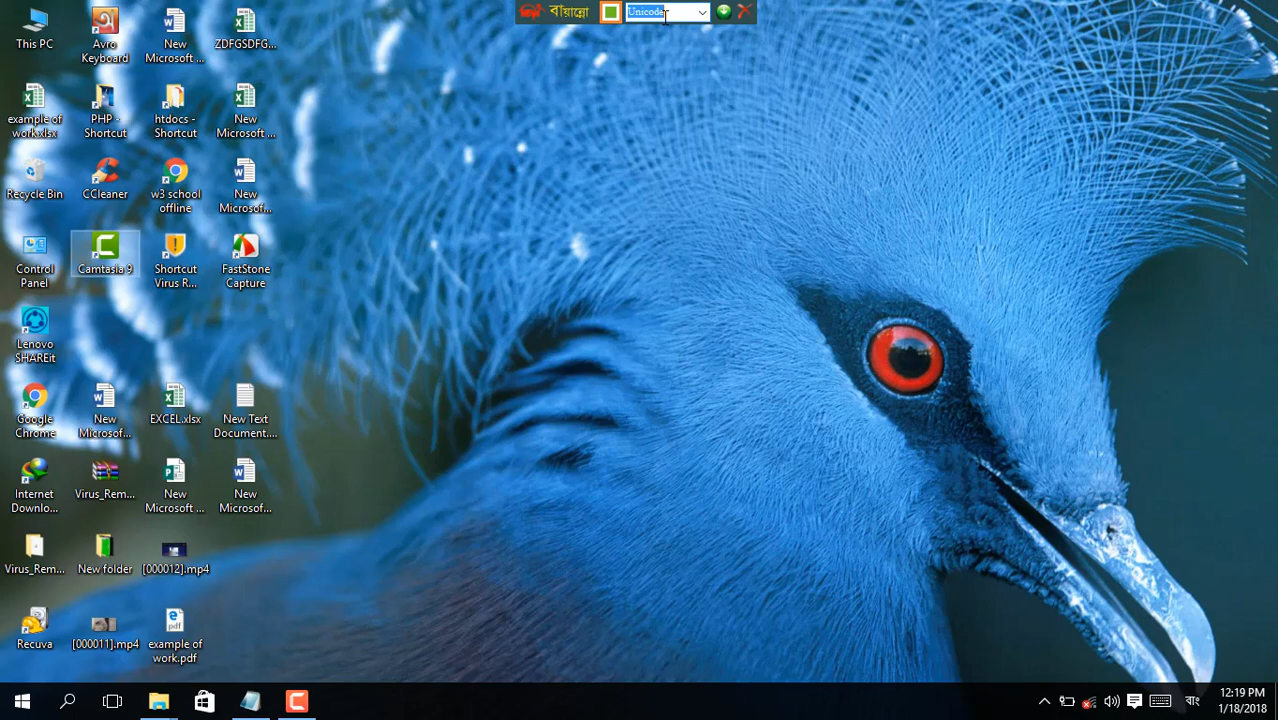 বায়ান্নো
Unicode
This PC
Avro
Keyboard
New
Microsoft ...
ZDFGSDFG...
example of
work.xlsx
PHP -
Shortcut
htdocs -
Shortcut
New
Microsoft ...
Recycle Bin
CCleaner
w3 school
offline
New
Microsof...
Control
Panel
Camtasia 9
Shortcut
Virus R...
FastStone
Capture
Lenovo
SHAREit
Google
Chrome
New
Microsof...
EXCEL.xlsx
New Text
Document....
Internet
Downlo...
Virus_Rem...
New
Microsoft ...
New
Microsof...
Virus_Rem...
New folder
[000012].mp4
Recuva
[000011].mp4
example of
work.pdf
বাং
12:19 PM
1/18/2018